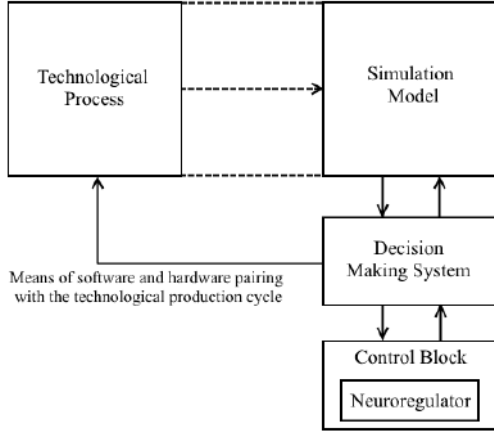 Technological
Process
Simulation
Model
Decision
Making System
Means of software and hardware pairing
with the technological production cycle
Control Block
Neuroregulator